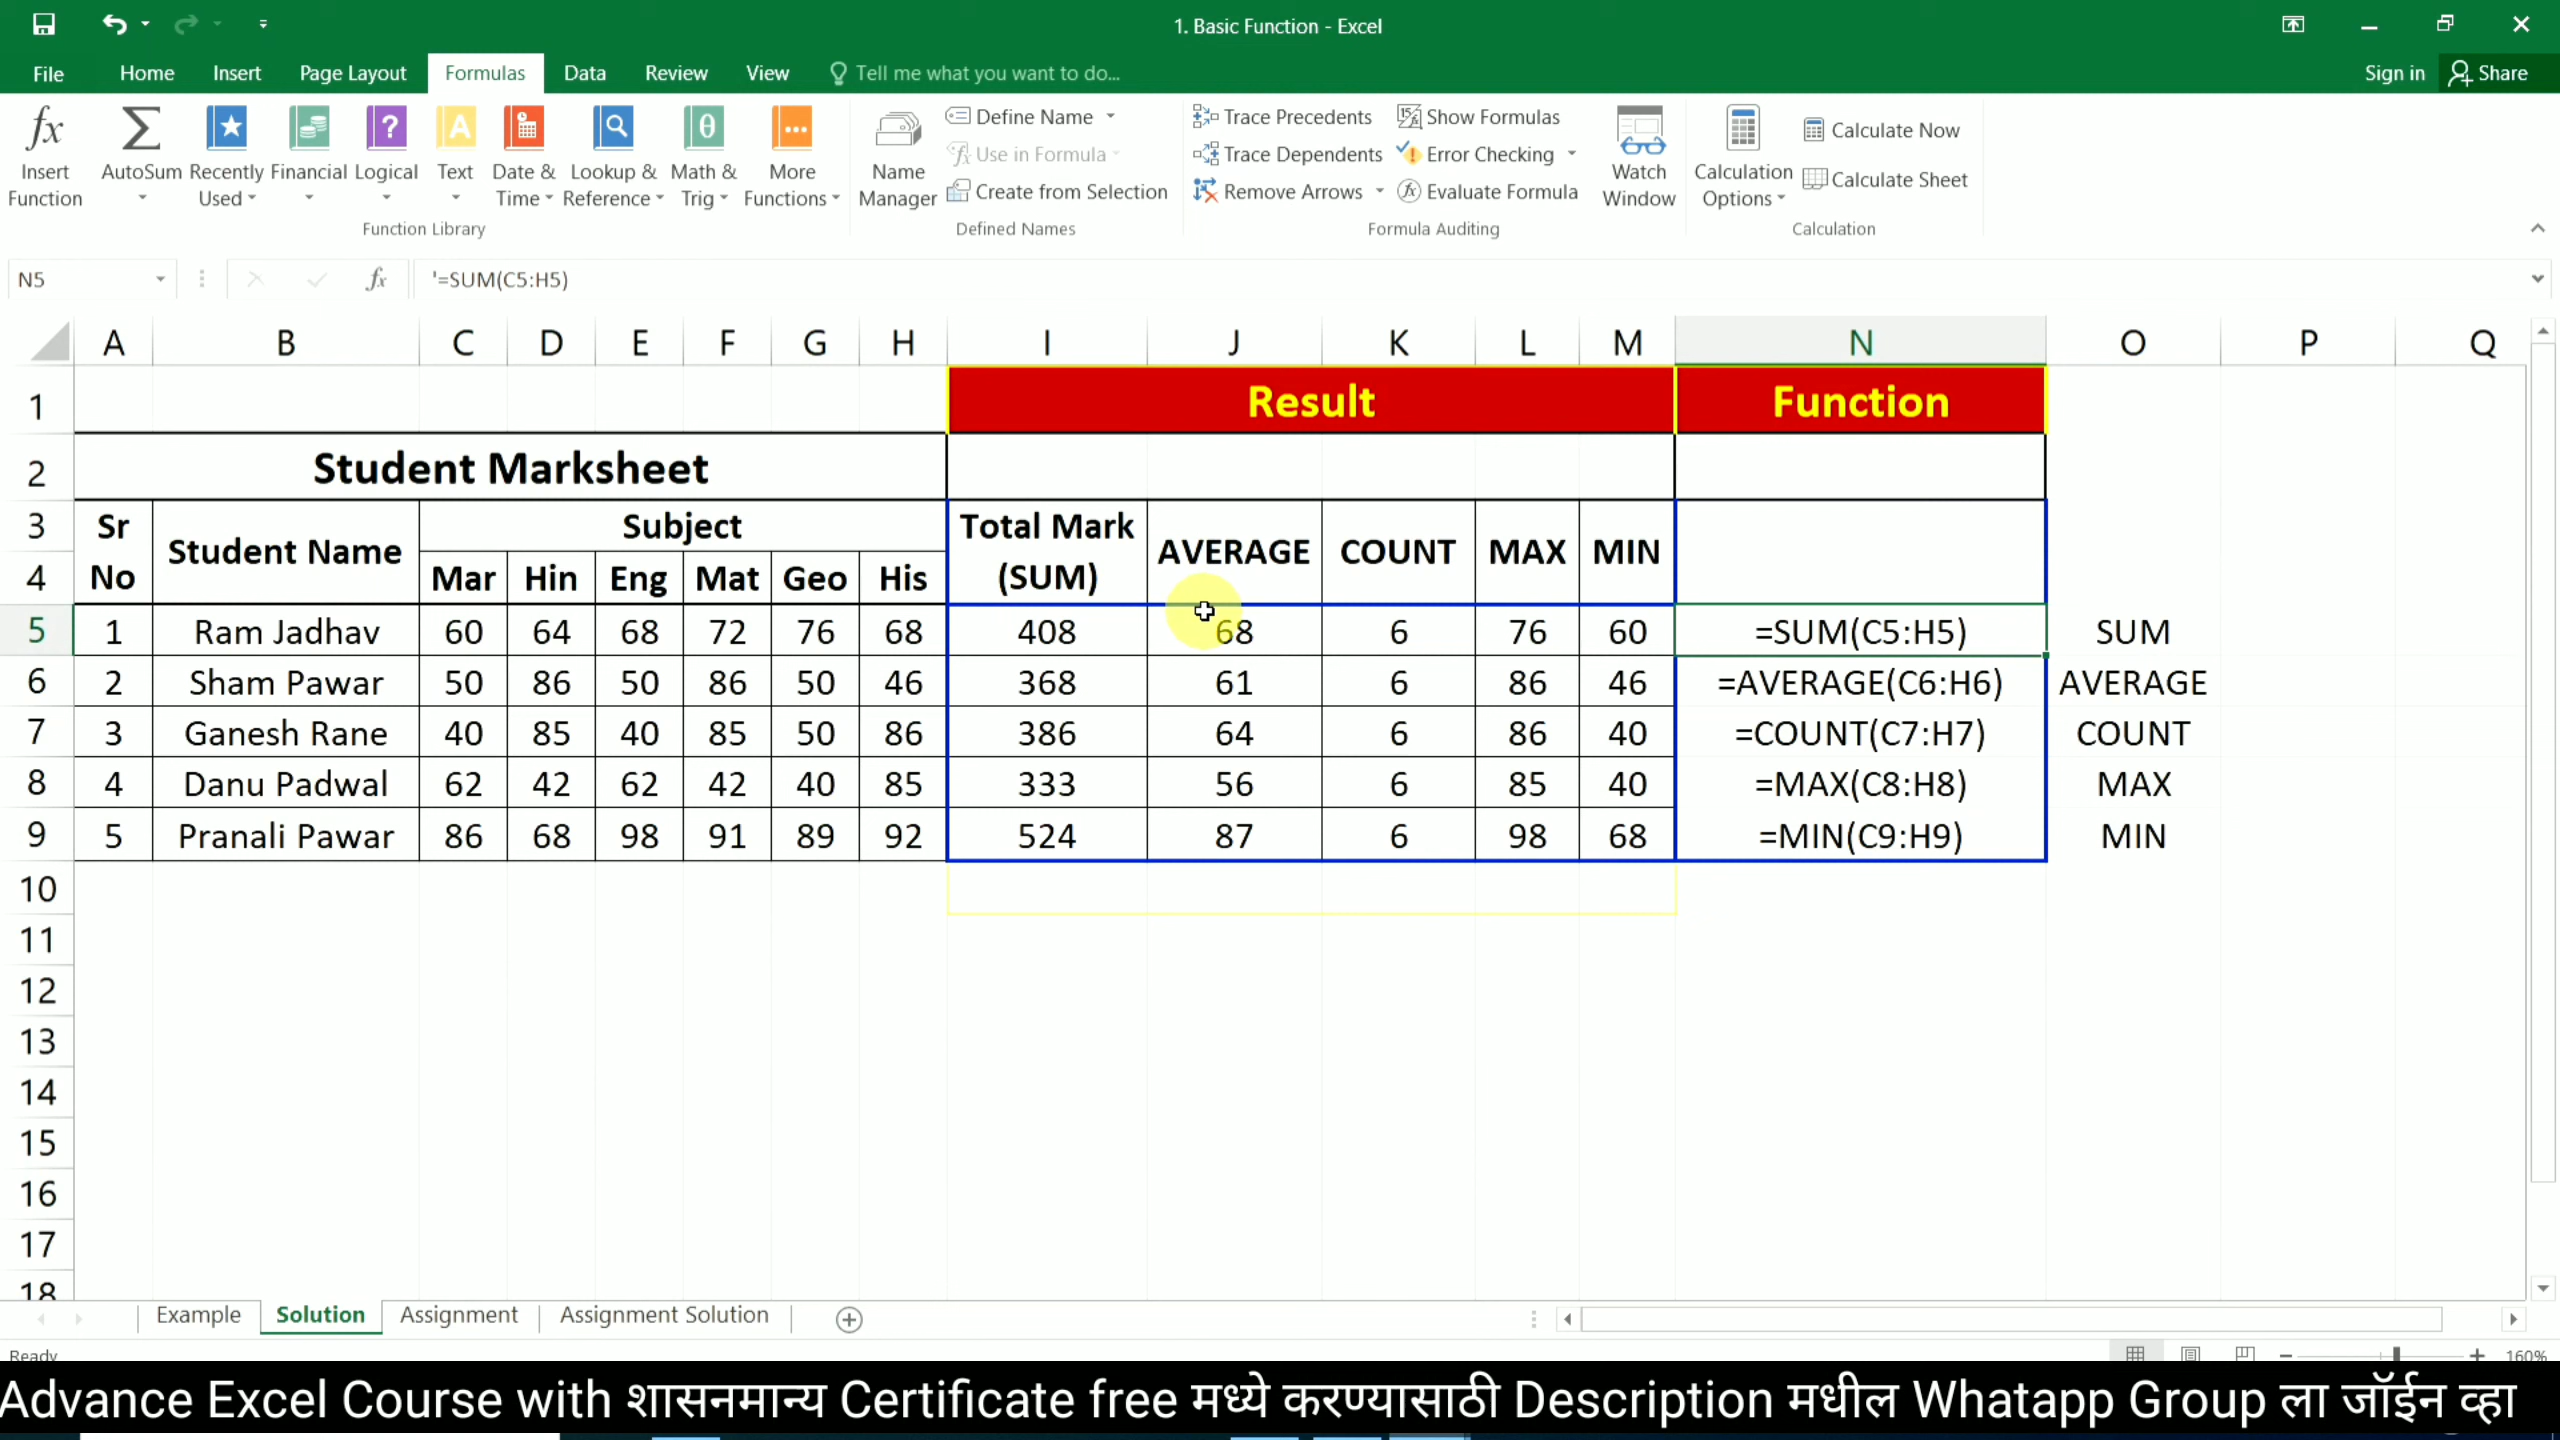 1. Basic Function - Excel
File Home Insert Page Layout Formulas Data Review View Tell me what you want to do... Sign in Share
Insert Function
AutoSum
Recently Used
Financial
Logical
Text
Date & Time
Lookup & Reference
Math & Trig
More Functions
Function Library
Name Manager
Define Name
Use in Formula
Create from Selection
Defined Names
Trace Precedents
Trace Dependents
Remove Arrows
Show Formulas
Error Checking
Evaluate Formula
Formula Auditing
Watch Window
Calculation Options
Calculate Now
Calculate Sheet
Calculation
N5 fx '=SUM(C5:H5)
A B C D E F G H I J K L M N O P Q
1 Result Function
2 Student Marksheet
3 Sr Student Name Subject Total Mark AVERAGE COUNT MAX MIN
4 No Mar Hin Eng Mat Geo His (SUM)
5 1 Ram Jadhav 60 64 68 72 76 68 408 68 6 76 60 =SUM(C5:H5) SUM
6 2 Sham Pawar 50 86 50 86 50 46 368 61 6 86 46 =AVERAGE(C6:H6) AVERAGE
7 3 Ganesh Rane 40 85 40 85 50 86 386 64 6 86 40 =COUNT(C7:H7) COUNT
8 4 Danu Padwal 62 42 62 42 40 85 333 56 6 85 40 =MAX(C8:H8) MAX
9 5 Pranali Pawar 86 68 98 91 89 92 524 87 6 98 68 =MIN(C9:H9) MIN
10
11
12
13
14
15
16
17
18
Example Solution Assignment Assignment Solution
Ready 160%
Advance Excel Course with शासनमान्य Certificate free मध्ये करण्यासाठी Description मधील Whatapp Group ला जॉईन व्हा